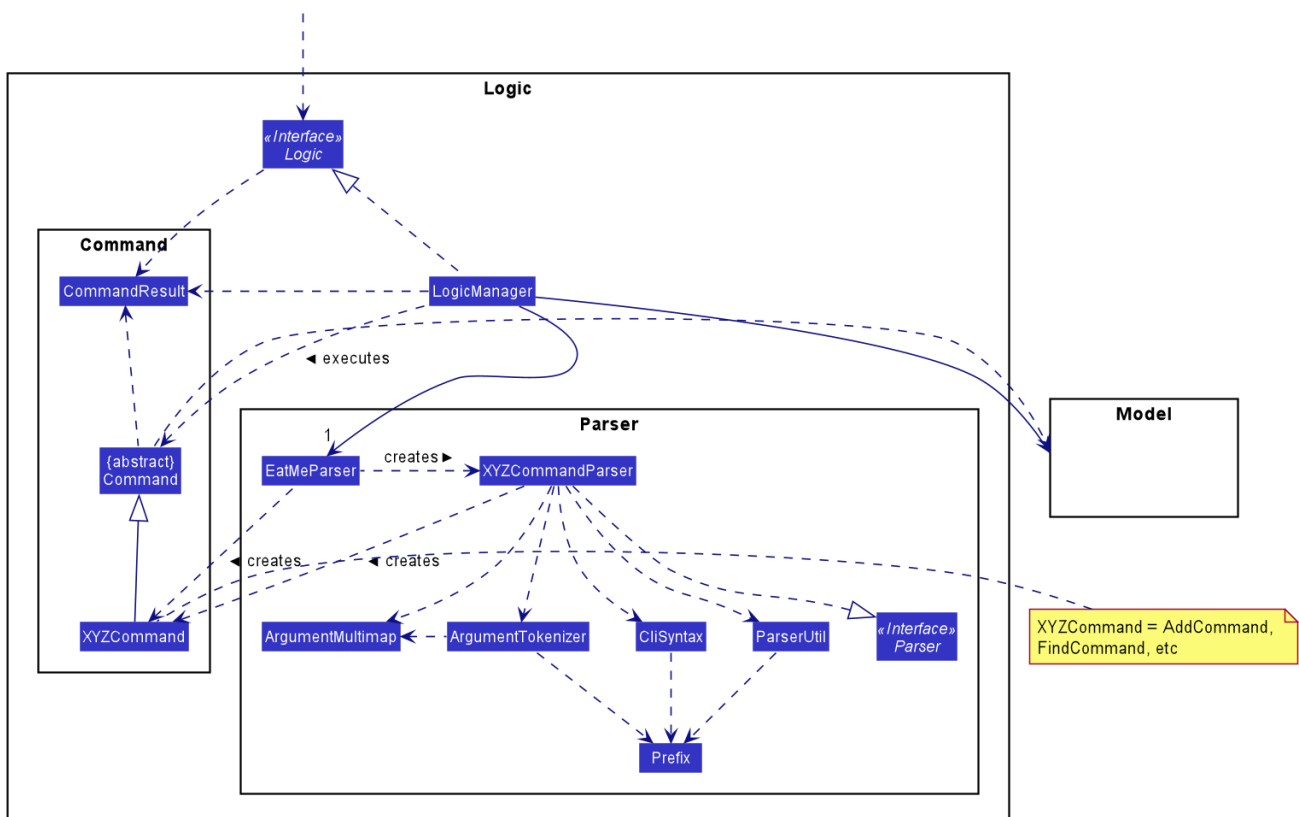 Logic
«Interface»
Logic
Command
CommandResult
LogicManager
◄ executes
Model
Parser
{abstract}
Command
1
EatMeParser
creates ►
XYZCommandParser
◄ creates
◄ creates
XYZCommand
ArgumentMultimap
ArgumentTokenizer
CliSyntax
ParserUtil
«Interface»
Parser
XYZCommand = AddCommand,
FindCommand, etc
Prefix